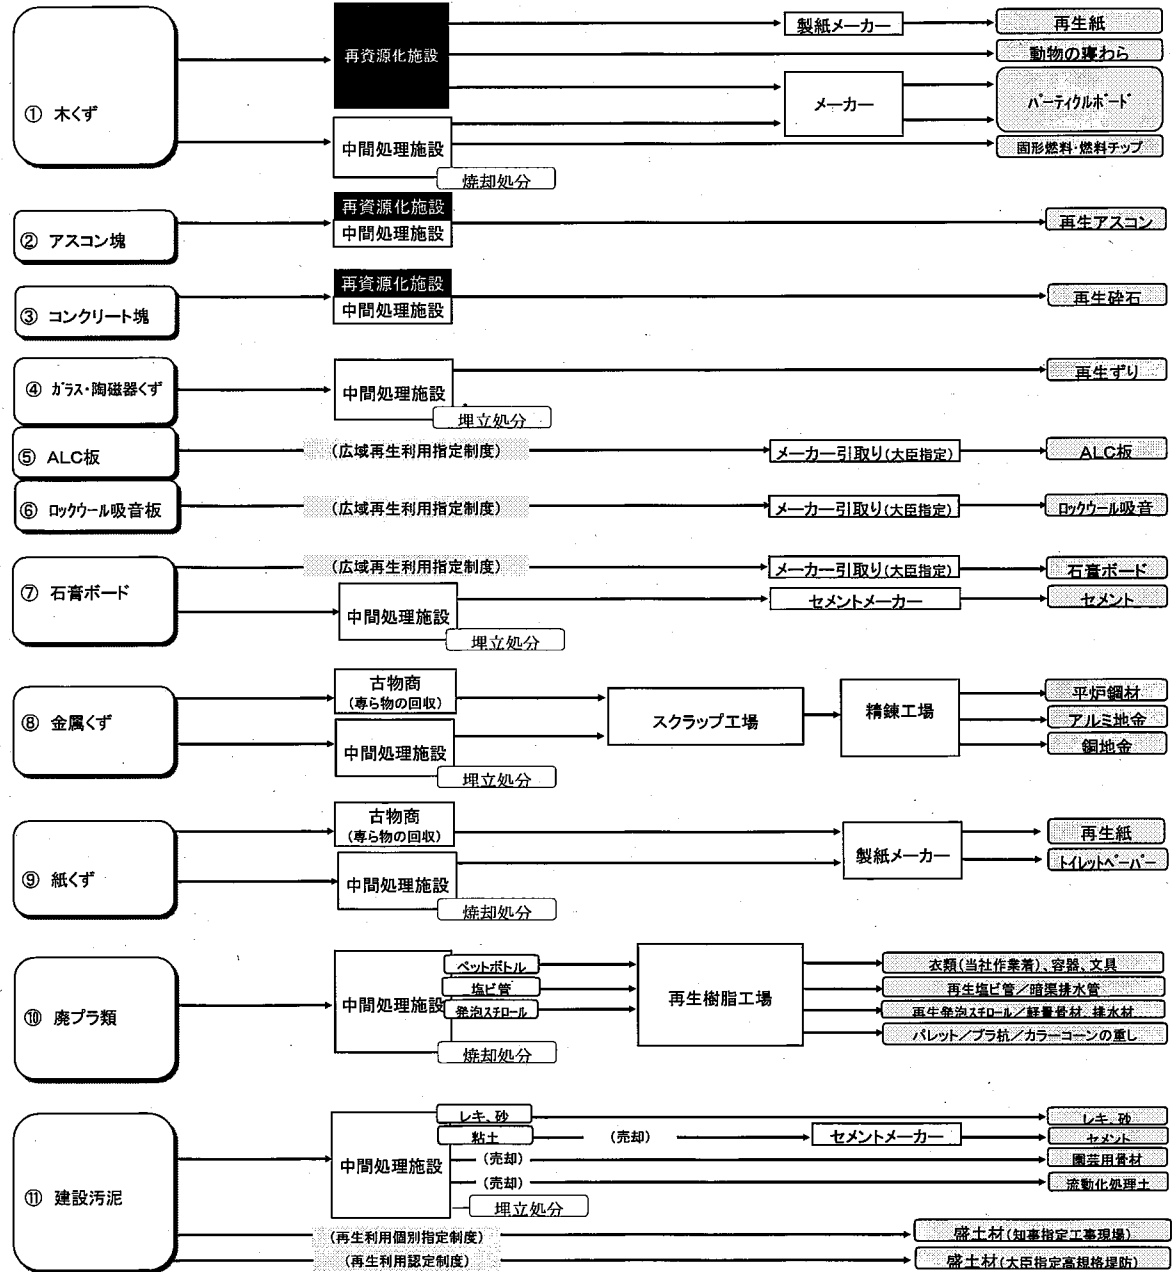 ① 木くず
再資源化施設
製紙メーカー
再生紙
動物の寝わら
メーカー
パーティクルボード
中間処理施設
固形燃料・燃料チップ
焼却処分
② アスコン塊
再資源化施設
中間処理施設
再生アスコン
③ コンクリート塊
再資源化施設
中間処理施設
再生砕石
④ ガラス・陶磁器くず
中間処理施設
再生ずり
埋立処分
⑤ ALC板
(広域再生利用指定制度)
メーカー引取り(大臣指定)
ALC板
⑥ ロックウール吸音板
(広域再生利用指定制度)
メーカー引取り(大臣指定)
ロックウール吸音
⑦ 石膏ボード
(広域再生利用指定制度)
メーカー引取り(大臣指定)
石膏ボード
中間処理施設
セメントメーカー
セメント
埋立処分
⑧ 金属くず
古物商
(専ら物の回収)
中間処理施設
埋立処分
スクラップ工場
精錬工場
平炉鋼材
アルミ地金
銅地金
⑨ 紙くず
古物商
(専ら物の回収)
中間処理施設
焼却処分
製紙メーカー
再生紙
トイレットペーパー
⑩ 廃プラ類
中間処理施設
ペットボトル
塩ビ管
発泡スチロール
焼却処分
再生樹脂工場
衣類(当社作業着)、容器、文具
再生塩ビ管/暗渠排水管
再生発泡スチロール/軽量骨材、排水材
パレット/プラ杭/カラーコーンの重し
⑪ 建設汚泥
中間処理施設
レキ、砂
レキ、砂
粘土
(売却)
セメントメーカー
セメント
(売却)
園芸用骨材
(売却)
流動化処理土
埋立処分
(再生利用個別指定制度)
盛土材(知事指定工事現場)
(再生利用認定制度)
盛土材(大臣指定高規格堤防)